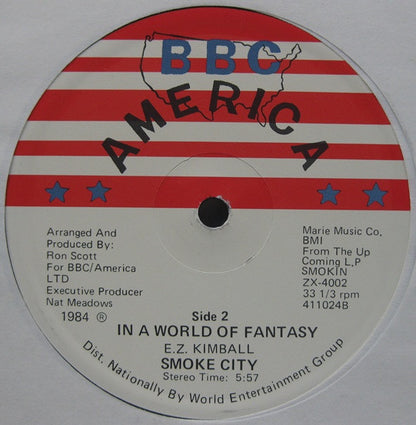 BBC
AMERICA
Arranged And
Produced By:
Ron Scott
For BBC/America
LTD
Executive Producer
Nat Meadows
1984 ℗
Marie Music Co,
BMI
From The Up
Coming L.P
SMOKIN
ZX-4002
33 1/3 rpm
411024B
Side 2
IN A WORLD OF FANTASY
E.Z. KIMBALL
SMOKE CITY
Stereo Time: 5:57
Dist. Nationally By World Entertainment Group